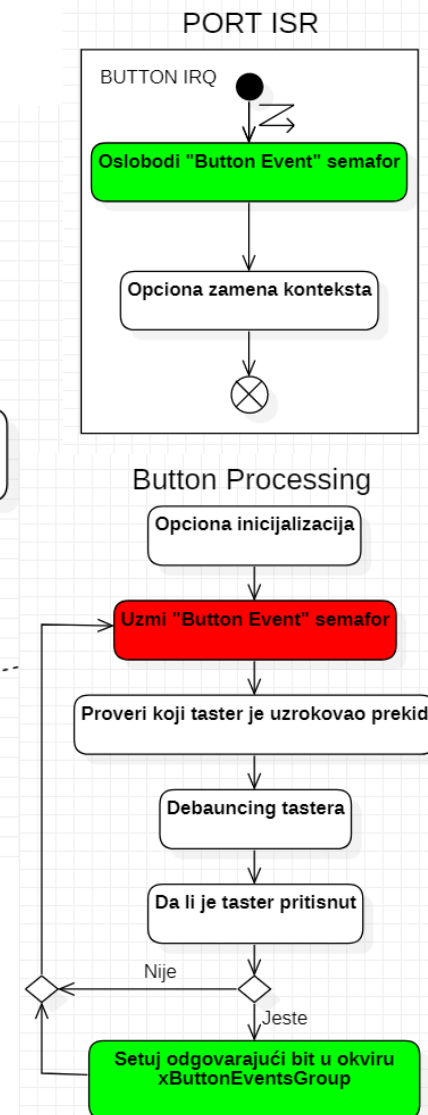 PORT ISR
BUTTON IRQ
Oslobodi "Button Event" semafor
Opciona zamena konteksta
Button Processing
Opciona inicijalizacija
Uzmi "Button Event" semafor
Proveri koji taster je uzrokovao prekid
Debauncing tastera
Da li je taster pritisnut
Nije
Jeste
Setuj odgovarajući bit u okviru
xButtonEventsGroup